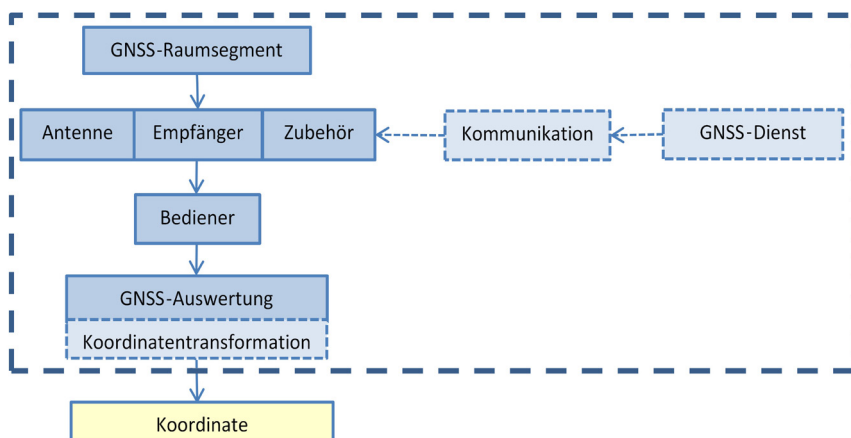 GNSS-Raumsegment
Antenne
Empfänger
Zubehör
Kommunikation
GNSS-Dienst
Bediener
GNSS-Auswertung
Koordinatentransformation
Koordinate